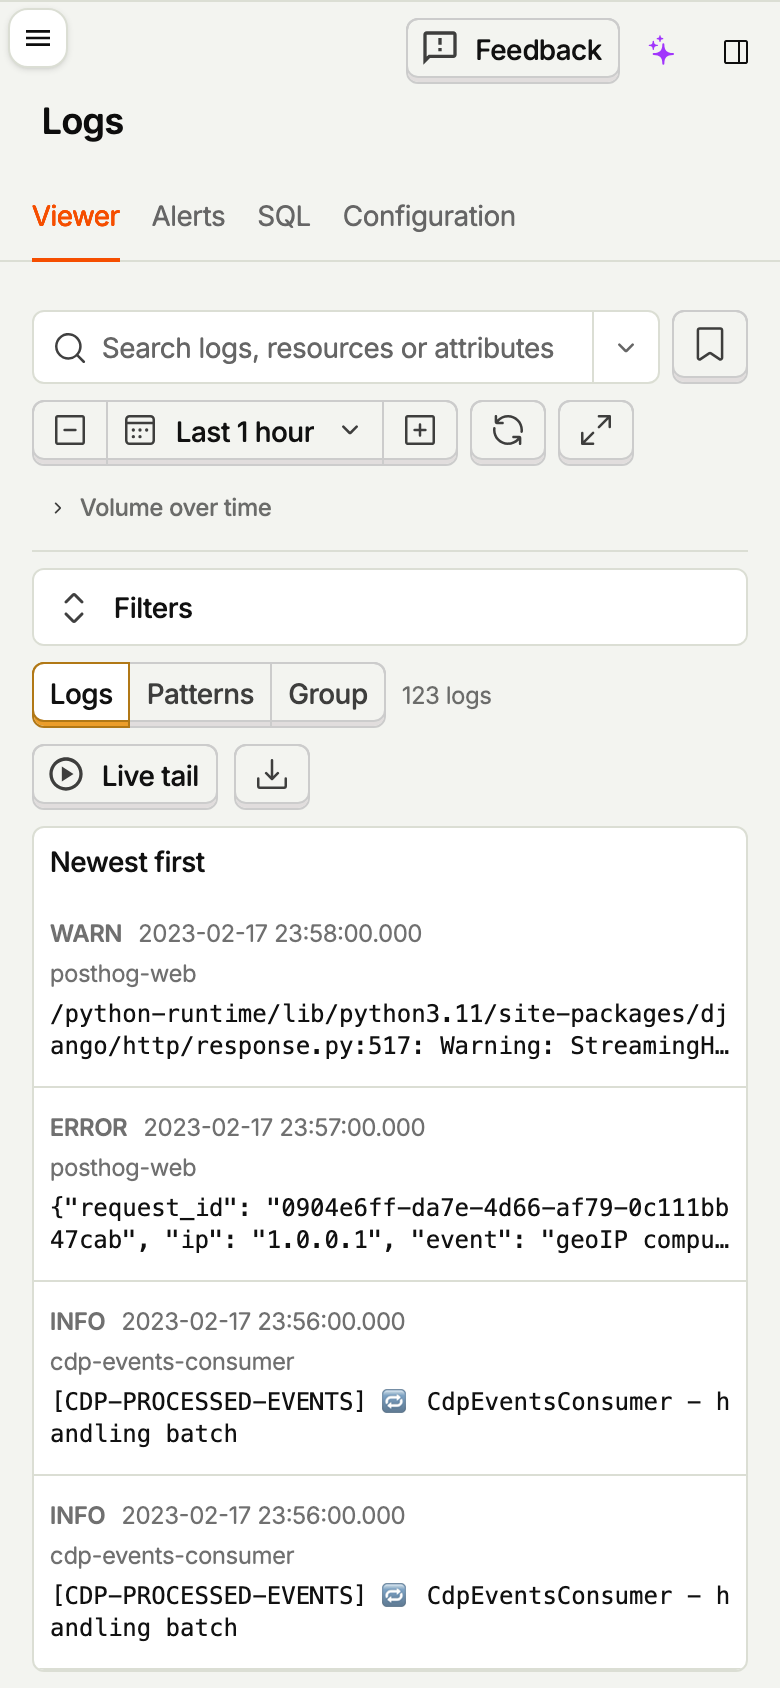 Feedback
Logs
Viewer Alerts SQL Configuration
Search logs, resources or attributes
Last 1 hour
Volume over time
Filters
Logs Patterns Group 123 logs
Live tail
Newest first
WARN 2023-02-17 23:58:00.000
posthog-web
/python-runtime/lib/python3.11/site-packages/dj
ango/http/response.py:517: Warning: StreamingH…
ERROR 2023-02-17 23:57:00.000
posthog-web
{"request_id": "0904e6ff-da7e-4d66-af79-0c111bb
47cab", "ip": "1.0.0.1", "event": "geoIP compu…
INFO 2023-02-17 23:56:00.000
cdp-events-consumer
[CDP-PROCESSED-EVENTS] 🔁 CdpEventsConsumer - h
andling batch
INFO 2023-02-17 23:56:00.000
cdp-events-consumer
[CDP-PROCESSED-EVENTS] 🔁 CdpEventsConsumer - h
andling batch